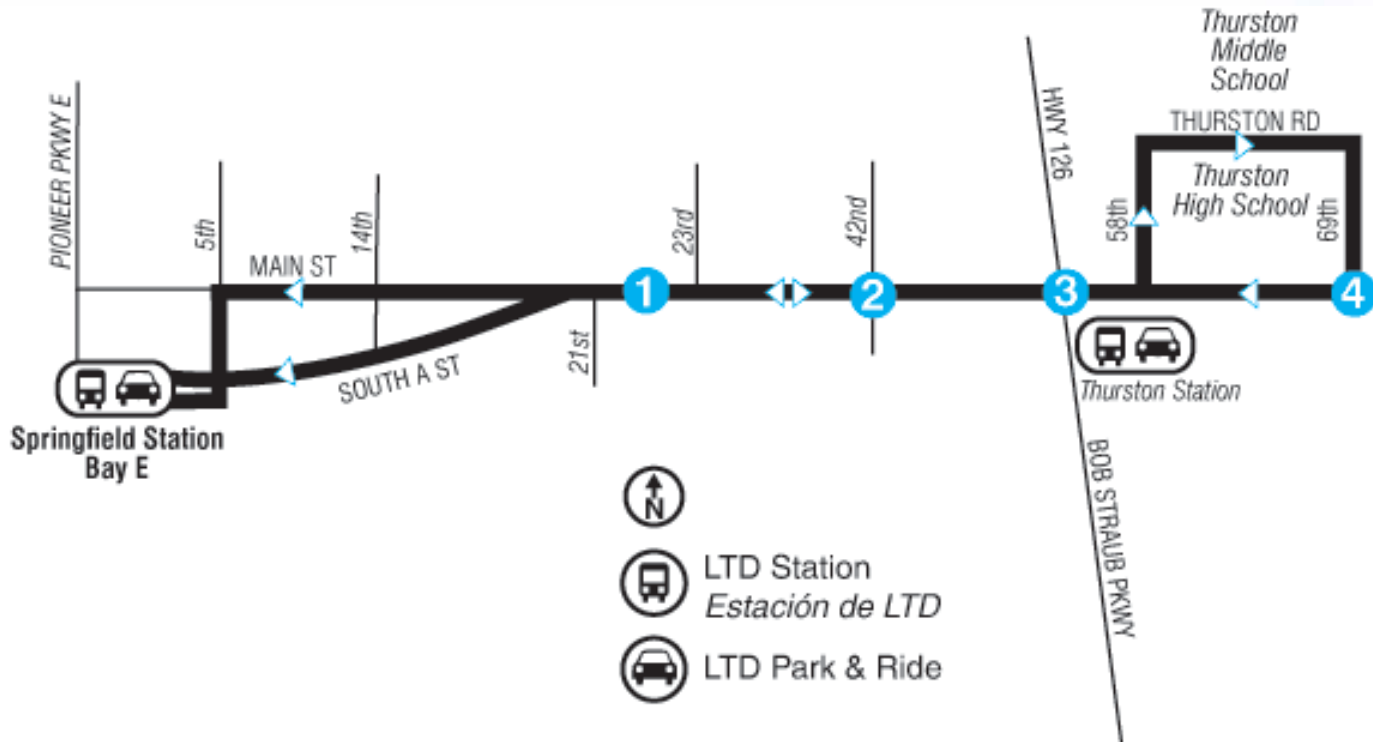 Thurston
Middle
School
PIONEER PKWY E
HWY 126
THURSTON RD
5th
14th
23rd
42nd
58th
Thurston
High School
69th
MAIN ST
1
2
3
4
21st
SOUTH A ST
Thurston Station
Springfield Station
Bay E
BOB STRAUB PKWY
N
LTD Station
Estación de LTD
LTD Park & Ride